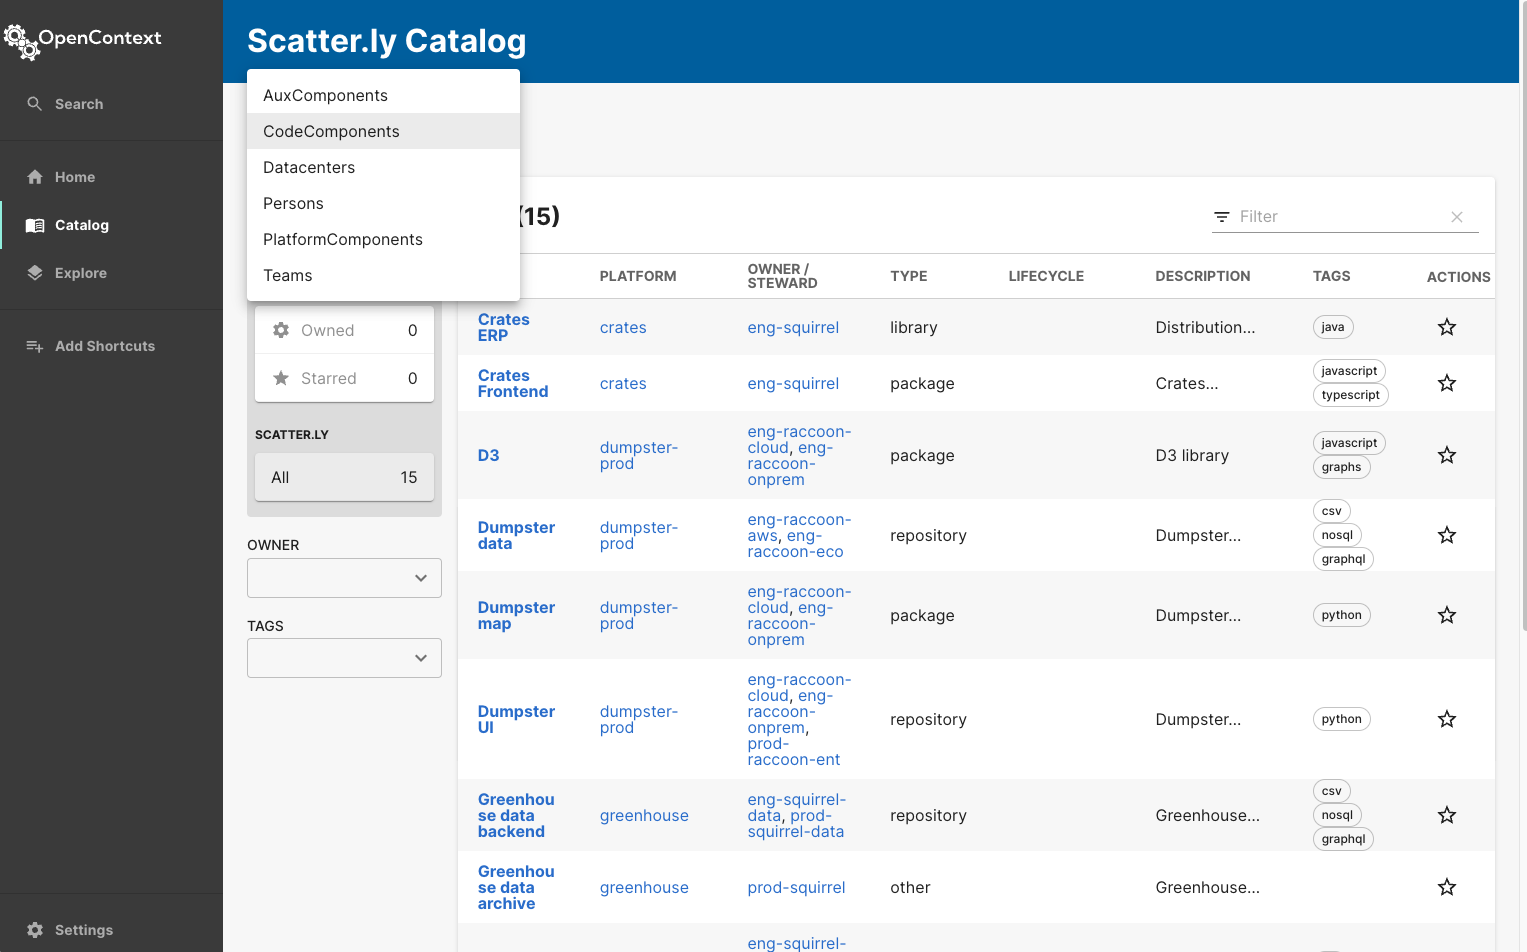 OpenContext
Search
Home
Catalog
Explore
Add Shortcuts
Settings
Scatter.ly Catalog
AuxComponents
CodeComponents
Datacenters
Persons
PlatformComponents
Teams
Owned 0
Starred 0
SCATTER.LY
All 15
OWNER
TAGS
(15)
Filter
PLATFORM OWNER / STEWARD TYPE LIFECYCLE DESCRIPTION TAGS ACTIONS
Crates
ERP
crates
eng-squirrel
library
Distribution...
java
Crates
Frontend
crates
eng-squirrel
package
Crates...
javascript
typescript
D3
dumpster-
prod
eng-raccoon-
cloud, eng-
raccoon-
onprem
package
D3 library
javascript
graphs
Dumpster
data
dumpster-
prod
eng-raccoon-
aws, eng-
raccoon-eco
repository
Dumpster...
csv
nosql
graphql
Dumpster
map
dumpster-
prod
eng-raccoon-
cloud, eng-
raccoon-
onprem
package
Dumpster...
python
Dumpster
UI
dumpster-
prod
eng-raccoon-
cloud, eng-
raccoon-
onprem,
prod-
raccoon-ent
repository
Dumpster...
python
Greenhou
se data
backend
greenhouse
eng-squirrel-
data, prod-
squirrel-data
repository
Greenhouse...
csv
nosql
graphql
Greenhou
se data
archive
greenhouse
prod-squirrel
other
Greenhouse...
eng-squirrel-